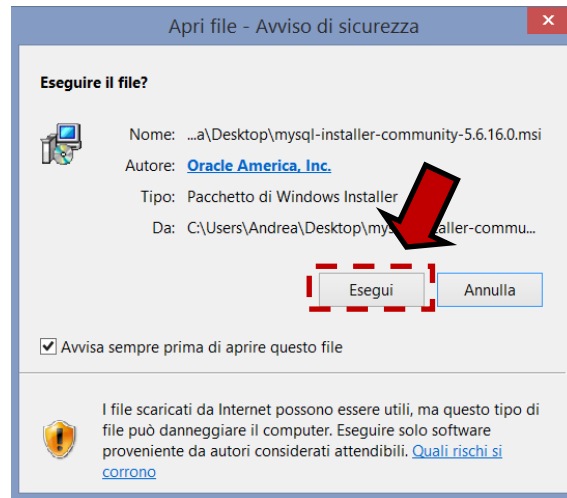 Apri file - Avviso di sicurezza
Eseguire il file?
Nome: ...a\Desktop\mysql-installer-community-5.6.16.0.msi
Autore: Oracle America, Inc.
Tipo: Pacchetto di Windows Installer
Da: C:\Users\Andrea\Desktop\mys aller-commu...
Esegui Annulla
Avvisa sempre prima di aprire questo file
I file scaricati da Internet possono essere utili, ma questo tipo di
file può danneggiare il computer. Eseguire solo software
proveniente da autori considerati attendibili. Quali rischi si
corrono